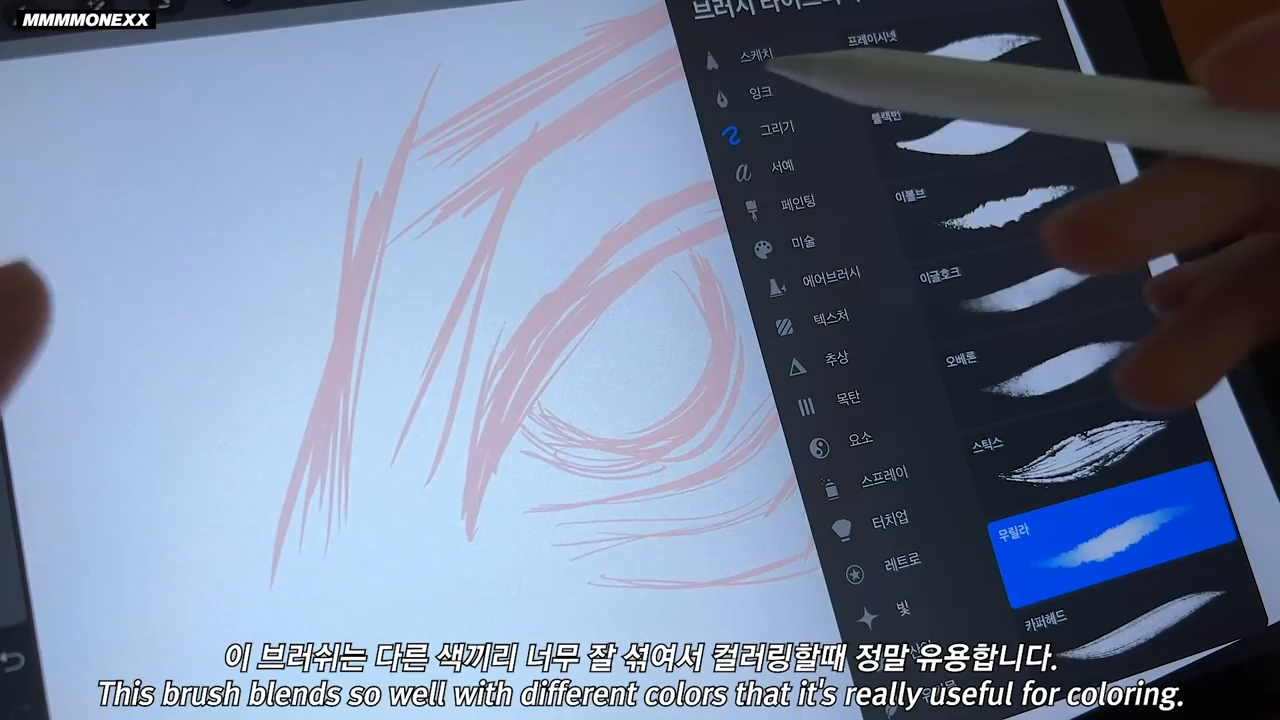 MMMMONEXX
브러시
스케치
잉크
그리기
서예
페인팅
미술
에어브러시
텍스처
추상
목탄
요소
스프레이
터치업
레트로
빛
프레이시넷
블랙번
이볼브
이글호크
오베론
스틱스
무릴라
카퍼헤드
이 브러쉬는 다른 색끼리 너무 잘 섞여서 컬러링할때 정말 유용합니다.
This brush blends so well with different colors that it's really useful for coloring.